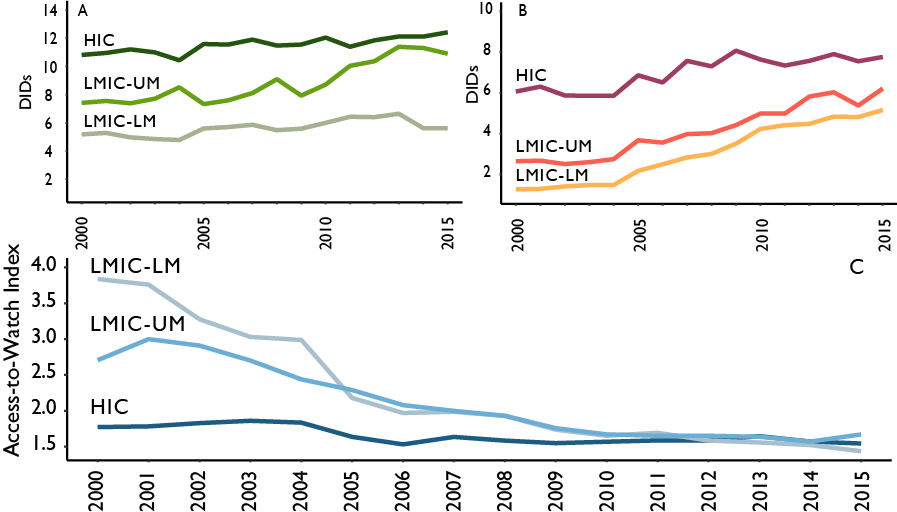 A
14
12
10
8
6
4
2
DIDs
HIC
LMIC-UM
LMIC-LM
2000
2005
2010
2015
B
10
8
6
4
2
DIDs
HIC
LMIC-UM
LMIC-LM
2000
2005
2010
2015
C
Access-to-Watch Index
4.0
3.5
3.0
2.5
2.0
1.5
LMIC-LM
LMIC-UM
HIC
2000
2001
2002
2003
2004
2005
2006
2007
2008
2009
2010
2011
2012
2013
2014
2015